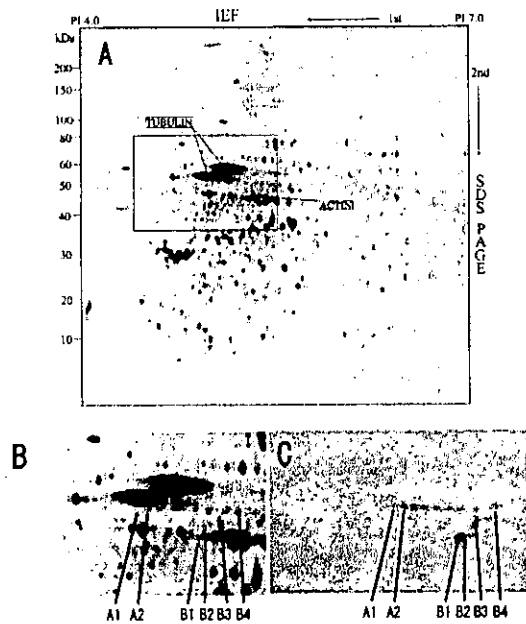 IEF
PI 4.0
1st
PI 7.0
kDa
A
2nd
200
150
100
80
60
50
40
30
20
10
TUBULIN
ACTIN
SDS PAGE
B
C
A1 A2 B1 B2 B3 B4
A1 A2 B1 B2 B3 B4